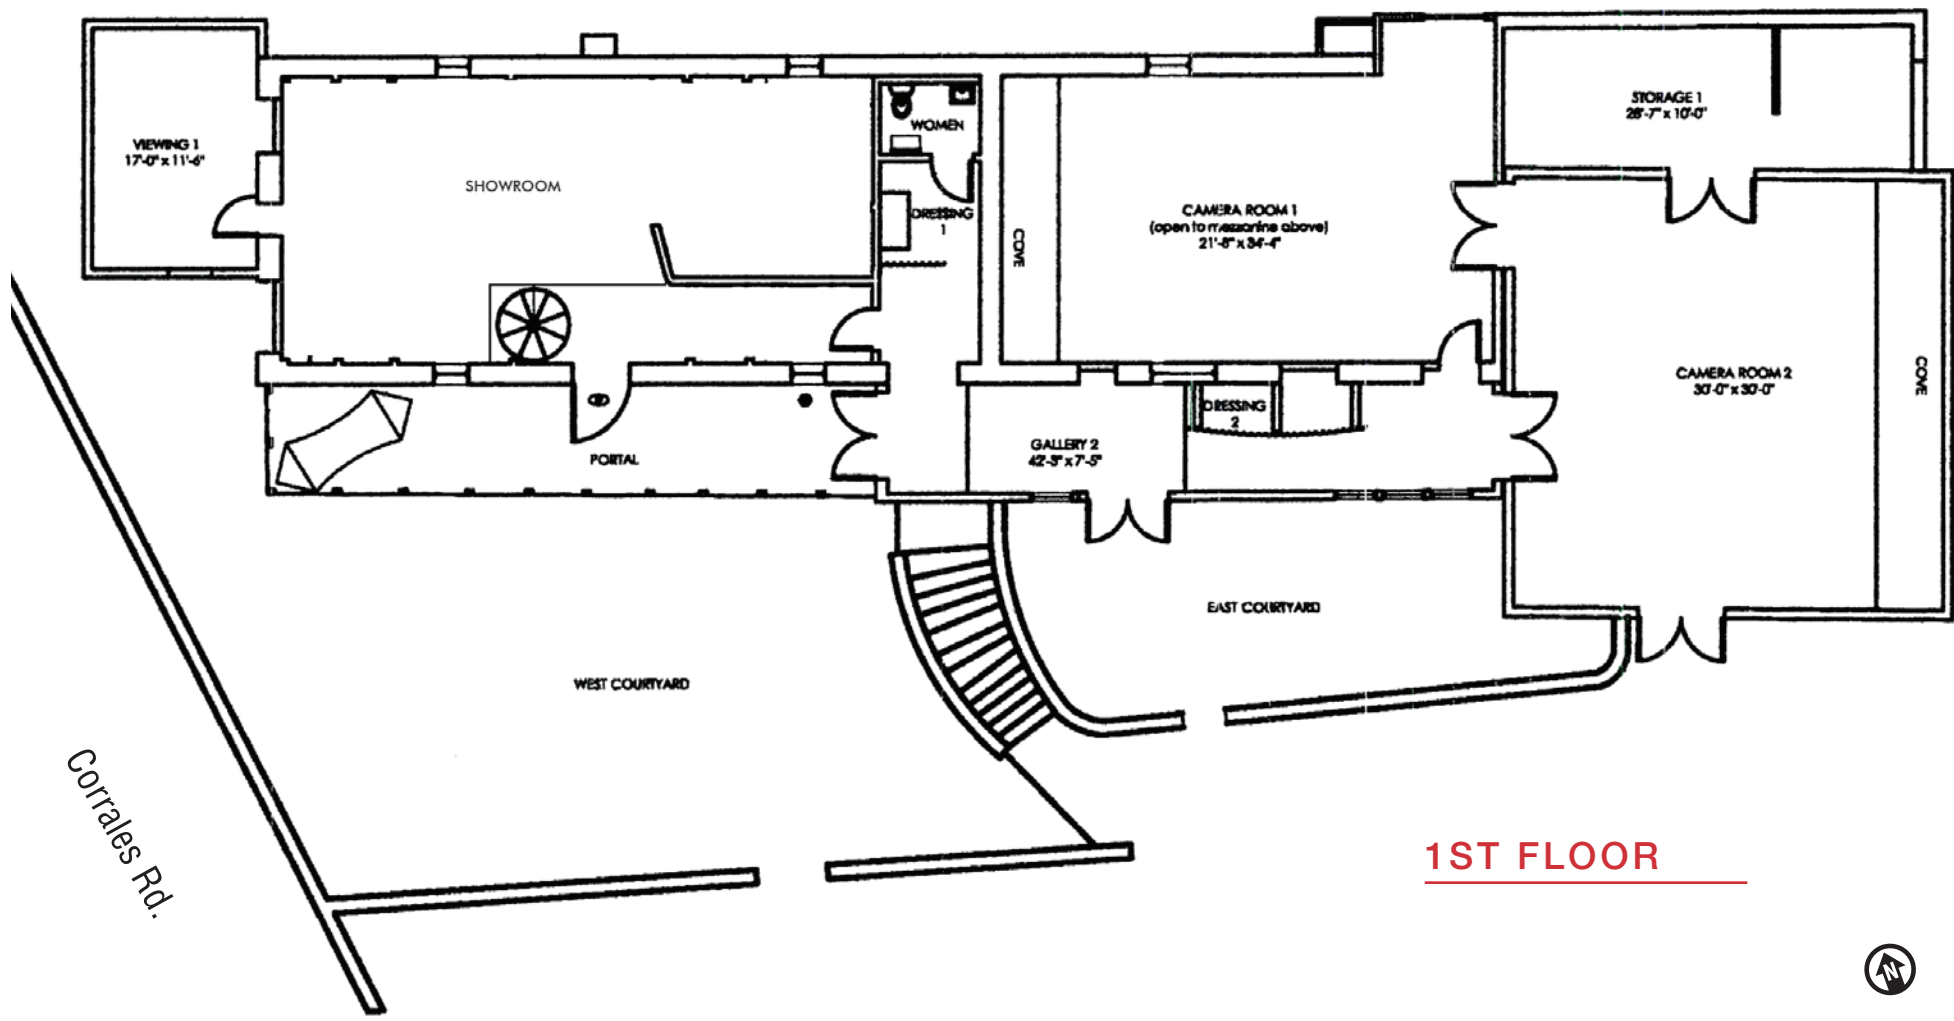 VIEWING 1
17'-0" x 11'-6"
SHOWROOM
WOMEN
DRESSING
1
COVE
CAMERA ROOM 1
(open to mezzanine above)
21'-8" x 34'-4"
STORAGE 1
28'-7" x 10'-0"
CAMERA ROOM 2
30'-0" x 30'-0"
COVE
DRESSING
2
GALLERY 2
42'-3" x 7'-5"
PORTAL
EAST COURTYARD
WEST COURTYARD
Corrales Rd.
1ST FLOOR
N